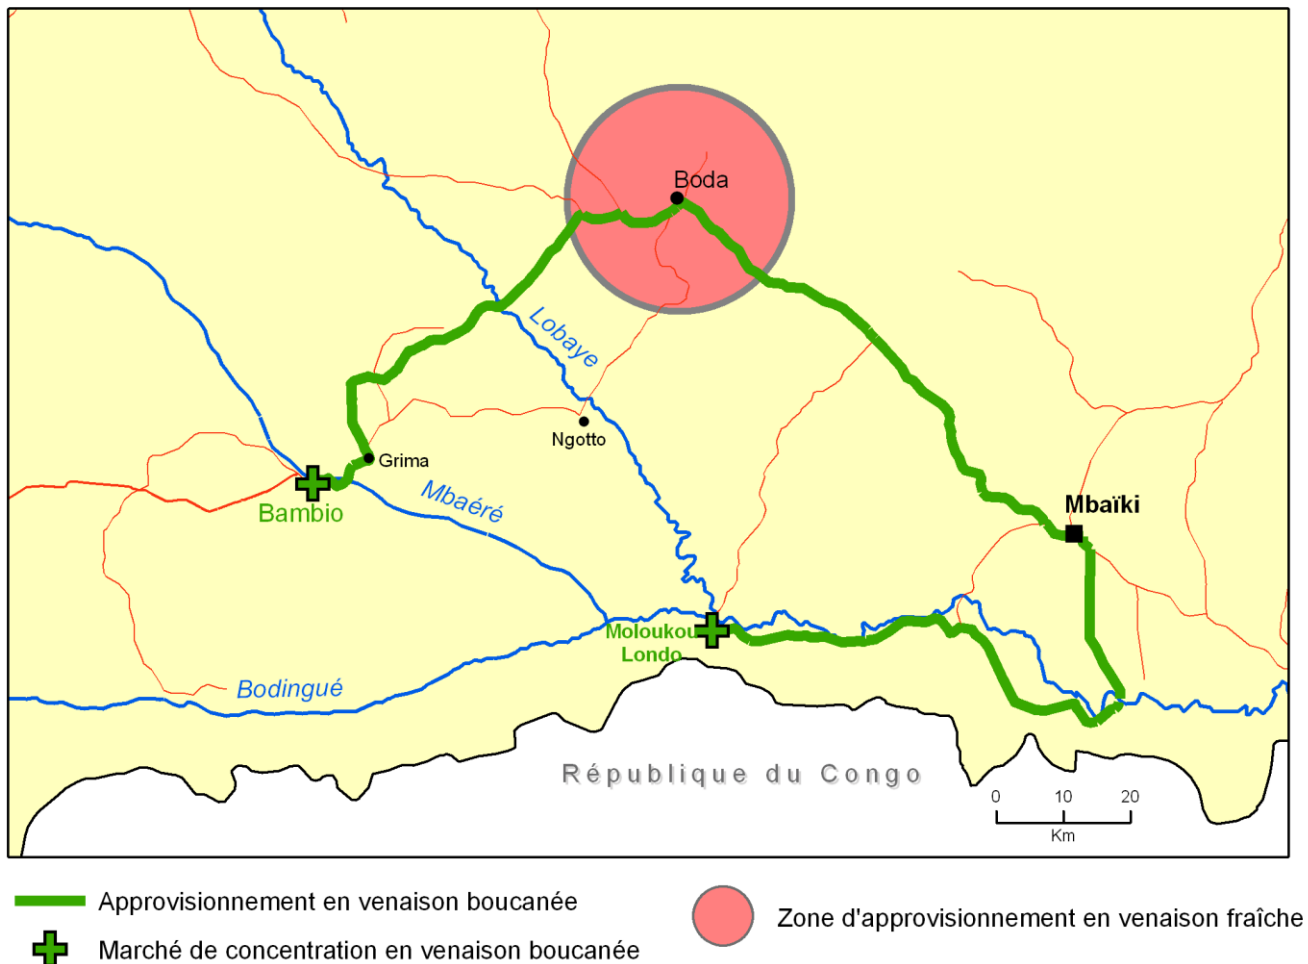 Boda
Lobaye
Ngotto
Grima
Bambio
Mbaéré
Mbaïki
Moloukou
Londo
Bodingué
République du Congo
0 10 20
Km
Approvisionnement en venaison boucanée
Zone d'approvisionnement en venaison fraîche
Marché de concentration en venaison boucanée